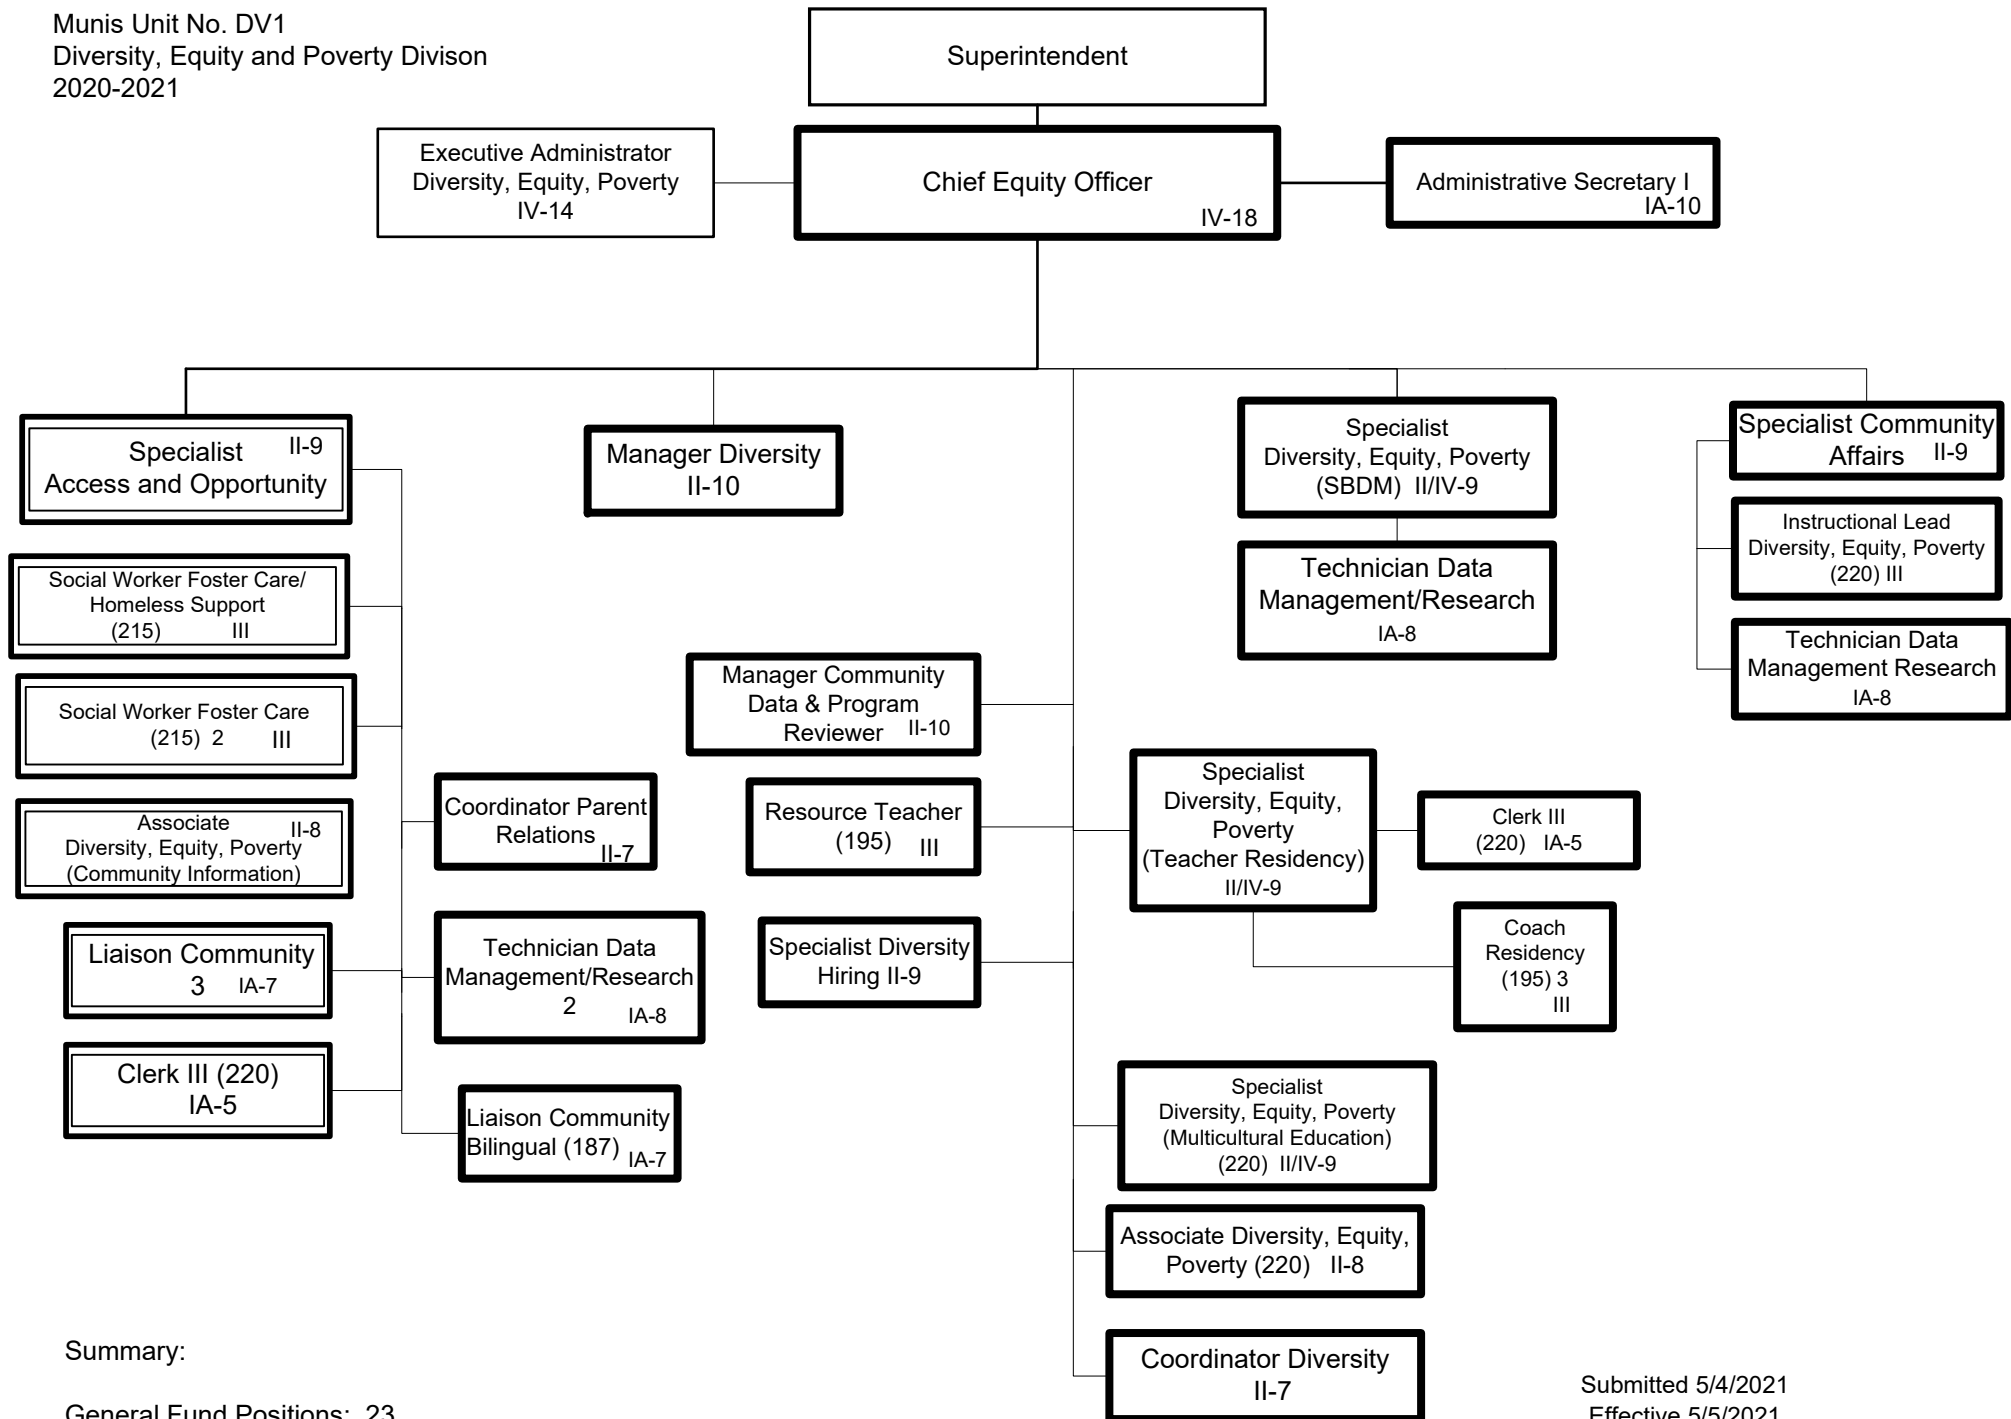 Munis Unit No. DV1
Diversity, Equity and Poverty Divison
2020-2021
Superintendent
Executive Administrator
Diversity, Equity, Poverty
IV-14
Chief Equity Officer
IV-18
Administrative Secretary I
IA-10
Specialist II-9
Access and Opportunity
Social Worker Foster Care/
Homeless Support
(215) III
Social Worker Foster Care
(215) 2 III
Associate II-8
Diversity, Equity, Poverty
(Community Information)
Liaison Community
3 IA-7
Clerk III (220)
IA-5
Coordinator Parent
Relations
II-7
Technician Data
Management/Research
2
IA-8
Liaison Community
Bilingual (187) IA-7
Manager Diversity
II-10
Manager Community
Data & Program
Reviewer II-10
Resource Teacher
(195) III
Specialist Diversity
Hiring II-9
Specialist
Diversity, Equity,
Poverty
(Teacher Residency)
II/IV-9
Clerk III
(220) IA-5
Coach
Residency
(195) 3
III
Specialist
Diversity, Equity, Poverty
(Multicultural Education)
(220) II/IV-9
Associate Diversity, Equity,
Poverty (220) II-8
Coordinator Diversity
II-7
Specialist
Diversity, Equity, Poverty
(SBDM) II/IV-9
Technician Data
Management/Research
IA-8
Specialist Community
Affairs II-9
Instructional Lead
Diversity, Equity, Poverty
(220) III
Technician Data
Management Research
IA-8
Summary:
General Fund Positions: 23
Submitted 5/4/2021
Effective 5/5/2021